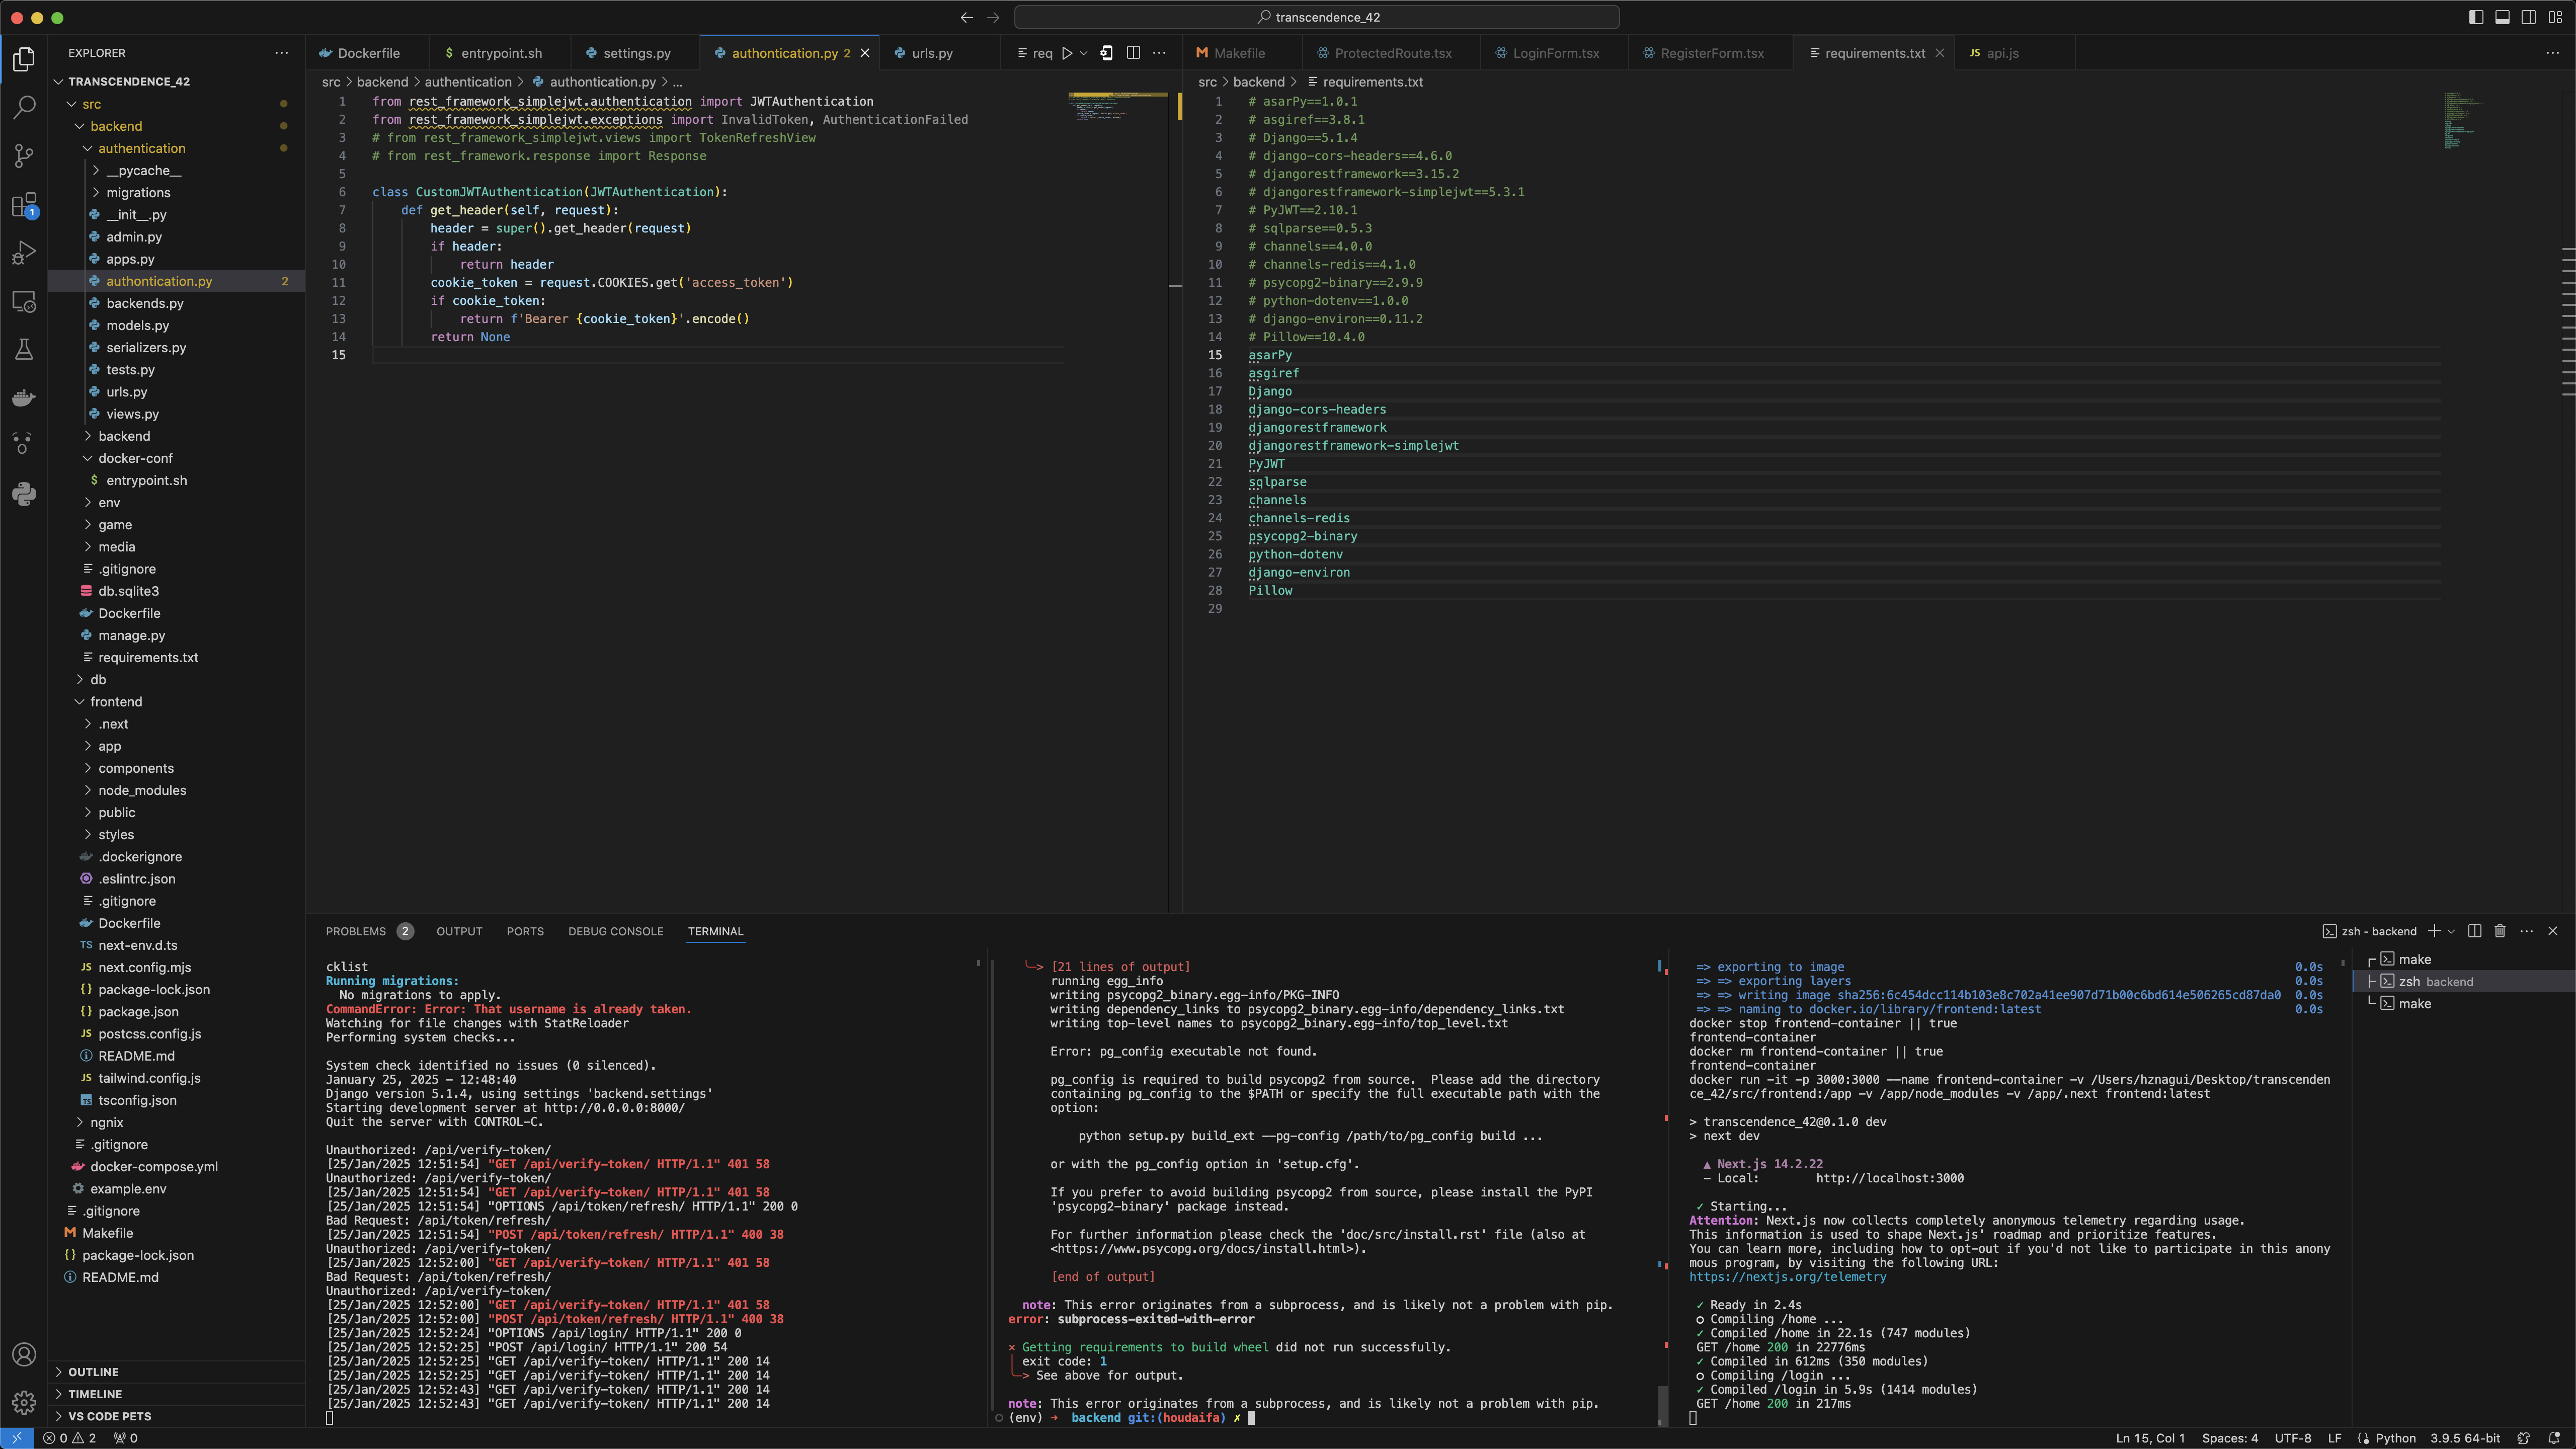 transcendence_42
EXPLORER
TRANSCENDENCE_42
src
backend
authentication
__pycache__
migrations
__init__.py
admin.py
apps.py
authontication.py 2
backends.py
models.py
serializers.py
tests.py
urls.py
views.py
backend
docker-conf
entrypoint.sh
env
game
media
.gitignore
db.sqlite3
Dockerfile
manage.py
requirements.txt
db
frontend
.next
app
components
node_modules
public
styles
.dockerignore
.eslintrc.json
.gitignore
Dockerfile
next-env.d.ts
next.config.mjs
package-lock.json
package.json
postcss.config.js
README.md
tailwind.config.js
tsconfig.json
ngnix
.gitignore
docker-compose.yml
example.env
.gitignore
Makefile
package-lock.json
README.md
OUTLINE
TIMELINE
VS CODE PETS
1
Dockerfile $ entrypoint.sh settings.py authontication.py 2 urls.py req
src > backend > authentication > authontication.py > ...
1 from rest_framework_simplejwt.authentication import JWTAuthentication
2 from rest_framework_simplejwt.exceptions import InvalidToken, AuthenticationFailed
3 # from rest_framework_simplejwt.views import TokenRefreshView
4 # from rest_framework.response import Response
5
6 class CustomJWTAuthentication(JWTAuthentication):
7 def get_header(self, request):
8 header = super().get_header(request)
9 if header:
10 return header
11 cookie_token = request.COOKIES.get('access_token')
12 if cookie_token:
13 return f'Bearer {cookie_token}'.encode()
14 return None
15
Makefile ProtectedRoute.tsx LoginForm.tsx RegisterForm.tsx requirements.txt JS api.js
src > backend > requirements.txt
1 # asarPy==1.0.1
2 # asgiref==3.8.1
3 # Django==5.1.4
4 # django-cors-headers==4.6.0
5 # djangorestframework==3.15.2
6 # djangorestframework-simplejwt==5.3.1
7 # PyJWT==2.10.1
8 # sqlparse==0.5.3
9 # channels==4.0.0
10 # channels-redis==4.1.0
11 # psycopg2-binary==2.9.9
12 # python-dotenv==1.0.0
13 # django-environ==0.11.2
14 # Pillow==10.4.0
15 asarPy
16 asgiref
17 Django
18 django-cors-headers
19 djangorestframework
20 djangorestframework-simplejwt
21 PyJWT
22 sqlparse
23 channels
24 channels-redis
25 psycopg2-binary
26 python-dotenv
27 django-environ
28 Pillow
29
PROBLEMS 2 OUTPUT PORTS DEBUG CONSOLE TERMINAL
zsh - backend
cklist
Running migrations:
No migrations to apply.
CommandError: Error: That username is already taken.
Watching for file changes with StatReloader
Performing system checks...
System check identified no issues (0 silenced).
January 25, 2025 - 12:48:40
Django version 5.1.4, using settings 'backend.settings'
Starting development server at http://0.0.0.0:8000/
Quit the server with CONTROL-C.
Unauthorized: /api/verify-token/
[25/Jan/2025 12:51:54] "GET /api/verify-token/ HTTP/1.1" 401 58
Unauthorized: /api/verify-token/
[25/Jan/2025 12:51:54] "GET /api/verify-token/ HTTP/1.1" 401 58
[25/Jan/2025 12:51:54] "OPTIONS /api/token/refresh/ HTTP/1.1" 200 0
Bad Request: /api/token/refresh/
[25/Jan/2025 12:51:54] "POST /api/token/refresh/ HTTP/1.1" 400 38
Unauthorized: /api/verify-token/
[25/Jan/2025 12:52:00] "GET /api/verify-token/ HTTP/1.1" 401 58
Bad Request: /api/token/refresh/
Unauthorized: /api/verify-token/
[25/Jan/2025 12:52:00] "GET /api/verify-token/ HTTP/1.1" 401 58
[25/Jan/2025 12:52:00] "POST /api/token/refresh/ HTTP/1.1" 400 38
[25/Jan/2025 12:52:24] "OPTIONS /api/login/ HTTP/1.1" 200 0
[25/Jan/2025 12:52:25] "POST /api/login/ HTTP/1.1" 200 54
[25/Jan/2025 12:52:25] "GET /api/verify-token/ HTTP/1.1" 200 14
[25/Jan/2025 12:52:25] "GET /api/verify-token/ HTTP/1.1" 200 14
[25/Jan/2025 12:52:43] "GET /api/verify-token/ HTTP/1.1" 200 14
[25/Jan/2025 12:52:43] "GET /api/verify-token/ HTTP/1.1" 200 14
╰─> [21 lines of output]
running egg_info
writing psycopg2_binary.egg-info/PKG-INFO
writing dependency_links to psycopg2_binary.egg-info/dependency_links.txt
writing top-level names to psycopg2_binary.egg-info/top_level.txt
Error: pg_config executable not found.
pg_config is required to build psycopg2 from source. Please add the directory
containing pg_config to the $PATH or specify the full executable path with the
option:
python setup.py build_ext --pg-config /path/to/pg_config build ...
or with the pg_config option in 'setup.cfg'.
If you prefer to avoid building psycopg2 from source, please install the PyPI
'psycopg2-binary' package instead.
For further information please check the 'doc/src/install.rst' file (also at
<https://www.psycopg.org/docs/install.html>).
[end of output]
note: This error originates from a subprocess, and is likely not a problem with pip.
error: subprocess-exited-with-error
× Getting requirements to build wheel did not run successfully.
│ exit code: 1
╰─> See above for output.
note: This error originates from a subprocess, and is likely not a problem with pip.
(env) ➜ backend git:(houdaifa) ✗
=> exporting to image 0.0s
=> => exporting layers 0.0s
=> => writing image sha256:6c454dcc114b103e8c702a41ee907d71b00c6bd614e506265cd87da0 0.0s
=> => naming to docker.io/library/frontend:latest 0.0s
docker stop frontend-container || true
frontend-container
docker rm frontend-container || true
frontend-container
docker run -it -p 3000:3000 --name frontend-container -v /Users/hznagui/Desktop/transcenden
ce_42/src/frontend:/app -v /app/node_modules -v /app/.next frontend:latest
> transcendence_42@0.1.0 dev
> next dev
▲ Next.js 14.2.22
- Local: http://localhost:3000
✓ Starting...
Attention: Next.js now collects completely anonymous telemetry regarding usage.
This information is used to shape Next.js' roadmap and prioritize features.
You can learn more, including how to opt-out if you'd not like to participate in this anony
mous program, by visiting the following URL:
https://nextjs.org/telemetry
✓ Ready in 2.4s
○ Compiling /home ...
✓ Compiled /home in 22.1s (747 modules)
GET /home 200 in 22776ms
✓ Compiled in 612ms (350 modules)
○ Compiling /login ...
✓ Compiled /login in 5.9s (1414 modules)
GET /home 200 in 217ms
make
zsh backend
make
0 2 0
Ln 15, Col 1 Spaces: 4 UTF-8 LF Python 3.9.5 64-bit